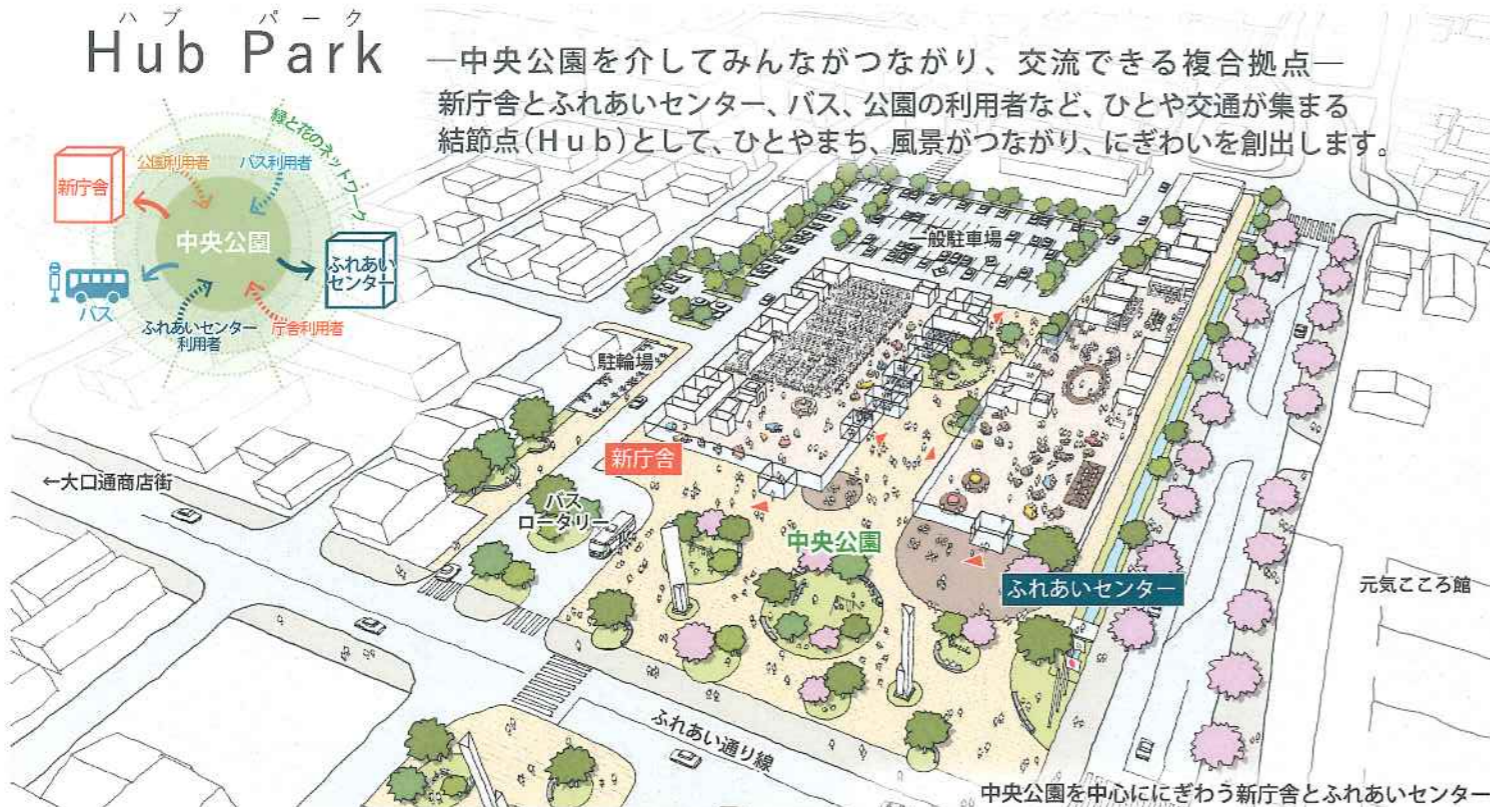 ハブ パーク
Hub Park
―中央公園を介してみんながつながり、交流できる複合拠点―
新庁舎とふれあいセンター、バス、公園の利用者など、ひとや交通が集まる
結節点(Hub)として、ひとやまち、風景がつながり、にぎわいを創出します。
緑と花のネットワーク
公園利用者
バス利用者
新庁舎
中央公園
ふれあい
センター
バス
ふれあいセンター
利用者
庁舎利用者
一般駐車場
駐輪場
新庁舎
←大口通商店街
バス
ロータリー
中央公園
ふれあいセンター
元気こころ館
ふれあい通り線
中央公園を中心ににぎわう新庁舎とふれあいセンター